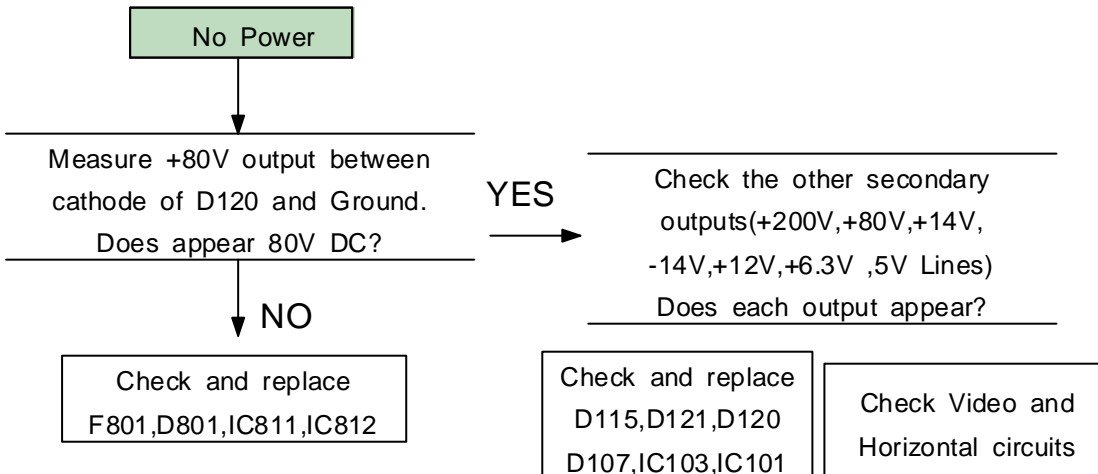 No Power
Measure +80V output between
cathode of D120 and Ground.
Does appear 80V DC?
YES
Check the other secondary
outputs(+200V,+80V,+14V,
-14V,+12V,+6.3V ,5V Lines)
Does each output appear?
NO
Check and replace
F801,D801,IC811,IC812
Check and replace
D115,D121,D120
D107,IC103,IC101
Check Video and
Horizontal circuits